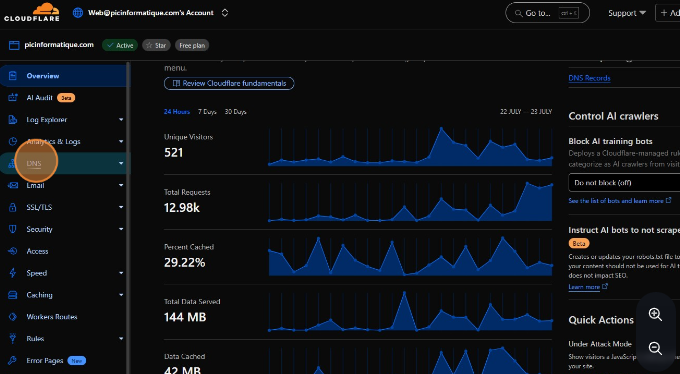 CLOUDFLARE
Web@picinformatique.com's Account
Go to...
ctrl + K
Support
+ Ad
picinformatique.com
Active
Star
Free plan
Overview
AI Audit Beta
Log Explorer
Analytics & Logs
DNS
Email
SSL/TLS
Security
Access
Speed
Caching
Workers Routes
Rules
Error Pages New
menu.
Review Cloudflare fundamentals
24 Hours 7 Days 30 Days
22 JULY — 23 JULY
Unique Visitors
521
Total Requests
12.98k
Percent Cached
29.22%
Total Data Served
144 MB
Data Cached
42 MB
DNS Records
Control AI crawlers
Block AI training bots
Deploys a Cloudflare-managed rule
categorize as AI crawlers from visit
Do not block (off)
See the list of bots and learn more
Instruct AI bots to not scrape
Beta
Creates or updates your robots.txt file to
your content should not be used for AI t
does not impact SEO.
Learn more
Quick Actions
Under Attack Mode
Show visitors a JavaScrip
your site.